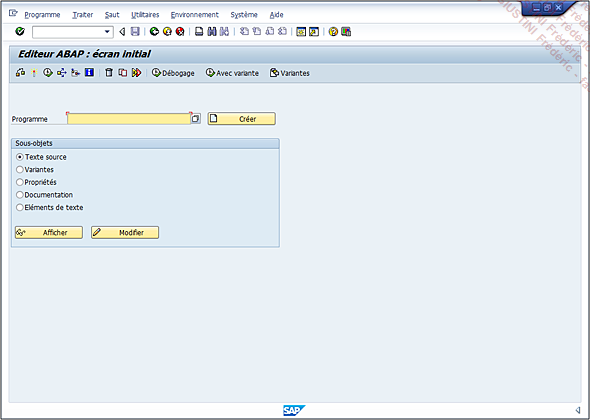 Programme Traiter Saut Utilitaires Environnement Système Aide
Editeur ABAP : écran initial
Débogage Avec variante Variantes
Programme Créer
Sous-objets
Texte source
Variantes
Propriétés
Documentation
Eléments de texte
Afficher Modifier
SAP